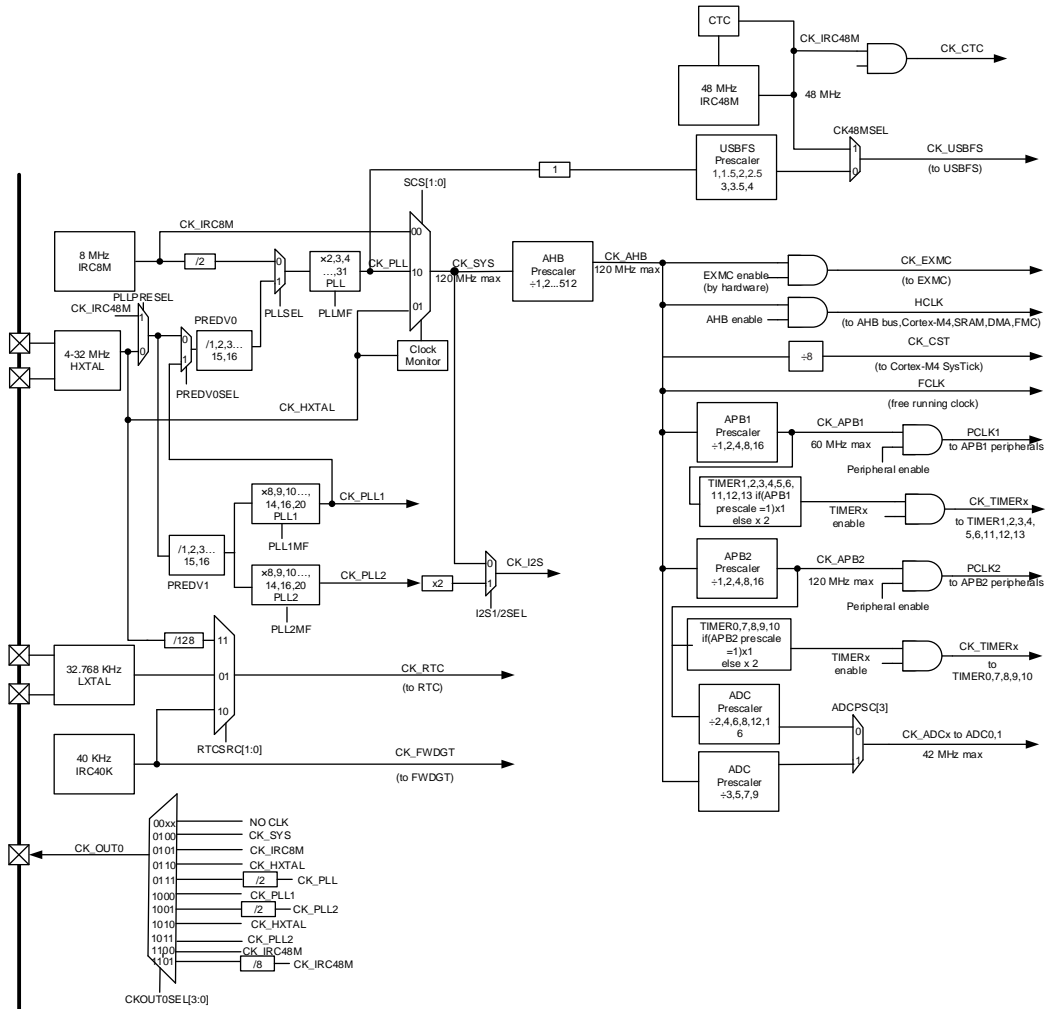 CTC
CK_IRC48M
CK_CTC
48 MHz
IRC48M
48 MHz
CK48MSEL
USBFS
Prescaler
1,1.5,2,2.5
3,3.5,4
1
0
CK_USBFS
(to USBFS)
1
SCS[1:0]
CK_IRC8M
8 MHz
IRC8M
/2
0
1
PLLSEL
×2,3,4
…,31
PLL
PLLMF
CK_PLL
00
10
01
CK_SYS
120 MHz max
AHB
Prescaler
÷1,2...512
CK_AHB
120 MHz max
EXMC enable
(by hardware)
CK_EXMC
(to EXMC)
HCLK
AHB enable
(to AHB bus,Cortex-M4,SRAM,DMA,FMC)
CK_CST
÷8
(to Cortex-M4 SysTick)
FCLK
(free running clock)
PLLPRESEL
CK_IRC48M
1
0
4-32 MHz
HXTAL
PREDV0
0
1
/1,2,3…
15,16
PREDV0SEL
Clock
Monitor
CK_HXTAL
APB1
Prescaler
÷1,2,4,8,16
CK_APB1
60 MHz max
PCLK1
to APB1 peripherals
Peripheral enable
×8,9,10…,
14,16,20
PLL1
CK_PLL1
PLL1MF
TIMER1,2,3,4,5,6,
11,12,13 if(APB1
prescale =1)x1
else x 2
TIMERx
enable
CK_TIMERx
to TIMER1,2,3,4,
5,6,11,12,13
/1,2,3…
15,16
PREDV1
×8,9,10…,
14,16,20
PLL2
CK_PLL2
PLL2MF
x2
0
1
CK_I2S
I2S1/2SEL
APB2
Prescaler
÷1,2,4,8,16
CK_APB2
120 MHz max
PCLK2
to APB2 peripherals
Peripheral enable
/128
11
01
10
32.768 KHz
LXTAL
CK_RTC
(to RTC)
RTCSRC[1:0]
TIMER0,7,8,9,10
if(APB2 prescale
=1)x1
else x 2
TIMERx
enable
CK_TIMERx
to
TIMER0,7,8,9,10
40 KHz
IRC40K
CK_FWDGT
(to FWDGT)
ADC
Prescaler
÷2,4,6,8,12,1
6
ADCPSC[3]
0
1
CK_ADCx to ADC0,1
42 MHz max
ADC
Prescaler
÷3,5,7,9
CK_OUT0
00xx
NO CLK
0100
CK_SYS
0101
CK_IRC8M
0110
CK_HXTAL
0111
/2
CK_PLL
1000
CK_PLL1
1001
/2
CK_PLL2
1010
CK_HXTAL
1011
CK_PLL2
1100
CK_IRC48M
1101
/8
CK_IRC48M
CKOUT0SEL[3:0]